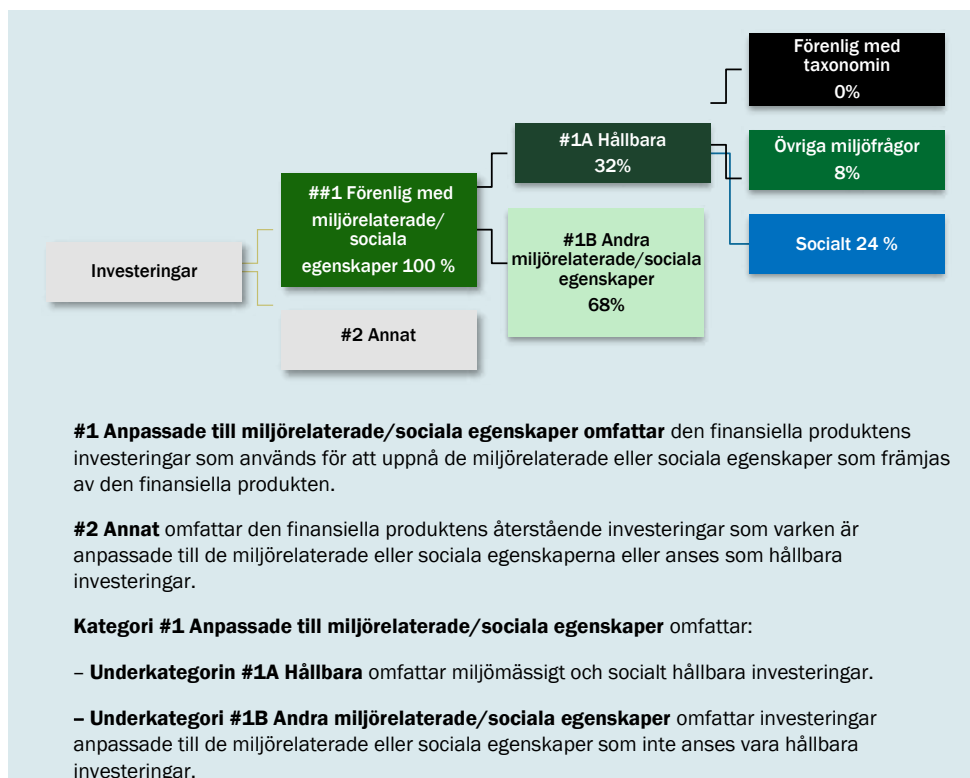 Förenlig med
taxonomin
0%
#1A Hållbara
32%
Övriga miljöfrågor
8%
##1 Förenlig med
miljörelaterade/
sociala
egenskaper 100 %
#1B Andra
miljörelaterade/sociala
egenskaper
68%
Socialt 24 %
Investeringar
#2 Annat
#1 Anpassade till miljörelaterade/sociala egenskaper omfattar den finansiella produktens
investeringar som används för att uppnå de miljörelaterade eller sociala egenskaper som främjas
av den finansiella produkten.
#2 Annat omfattar den finansiella produktens återstående investeringar som varken är
anpassade till de miljörelaterade eller sociala egenskaperna eller anses som hållbara
investeringar.
Kategori #1 Anpassade till miljörelaterade/sociala egenskaper omfattar:
– Underkategorin #1A Hållbara omfattar miljömässigt och socialt hållbara investeringar.
– Underkategori #1B Andra miljörelaterade/sociala egenskaper omfattar investeringar
anpassade till de miljörelaterade eller sociala egenskaper som inte anses vara hållbara
investeringar.